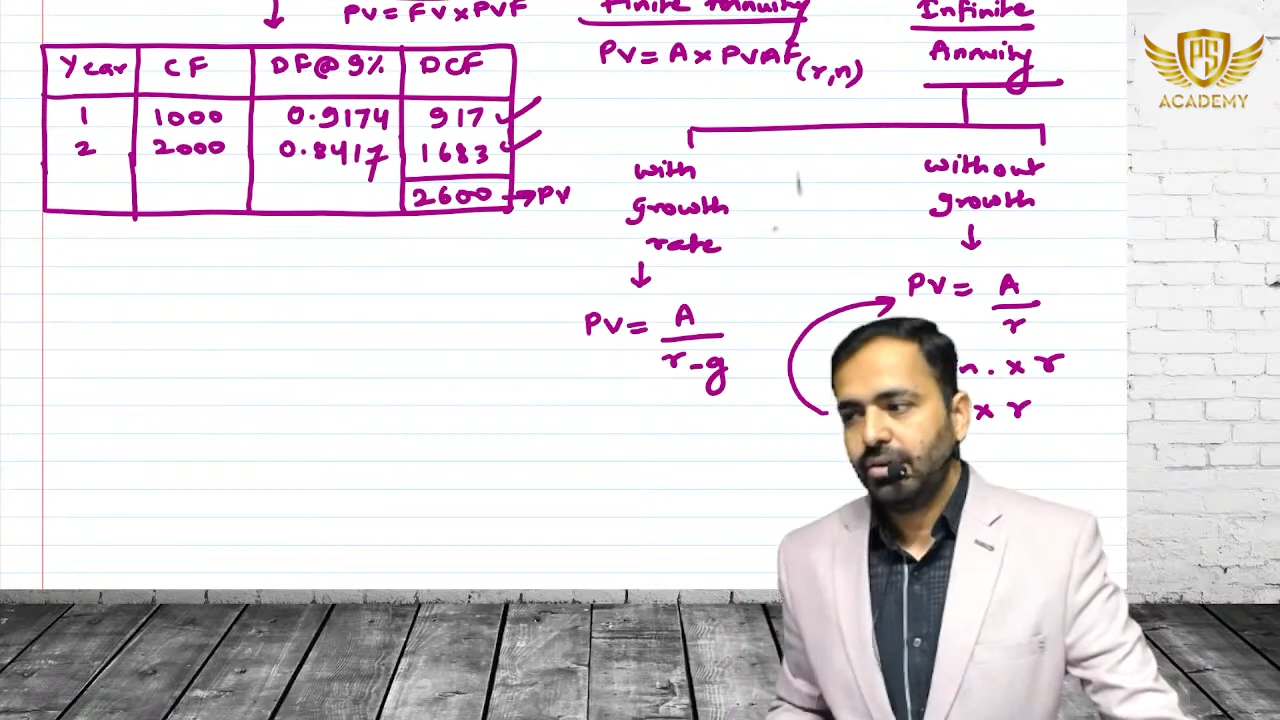 PV = FV x PVF
Year CF DF@9% DCF
1 1000 0.9174 917
2 2000 0.8417 1683
2600 → PV
Finite Annuity
PV = A x PVAF(r,n)
Infinite
Annuity
with
growth
rate
PV = A
r-g
without
growth
PV = A
r
n. x r
x r
PS
ACADEMY